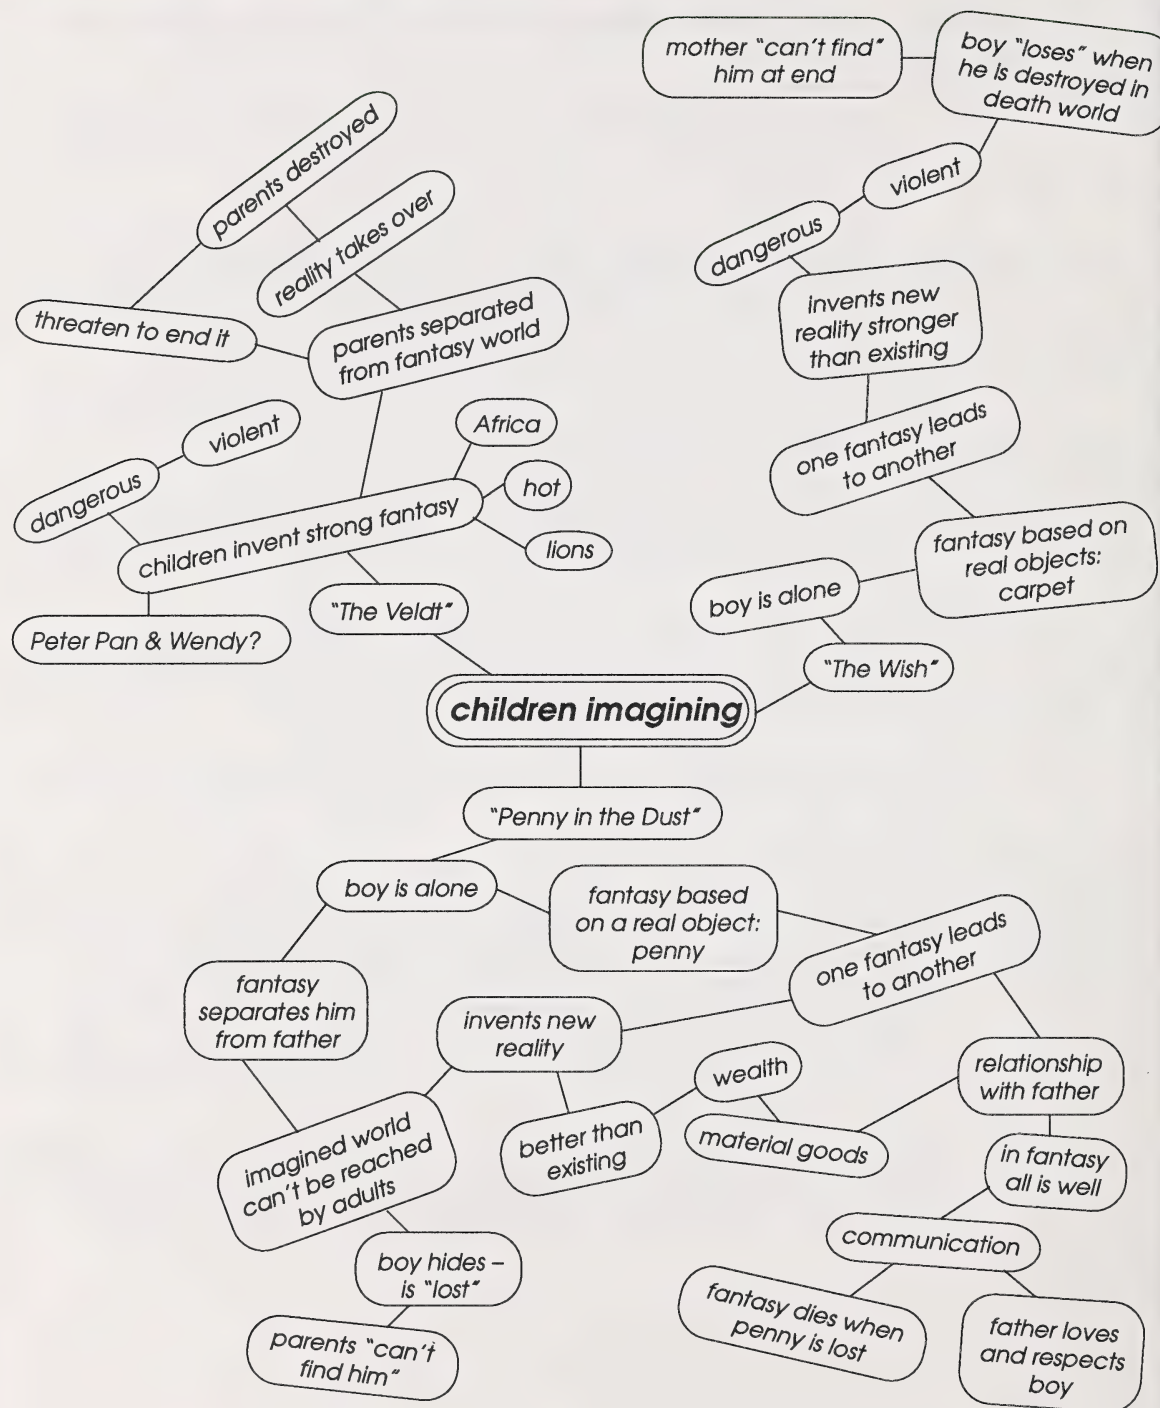 mother "can't find"
him at end
boy "loses" when
he is destroyed in
death world
parents destroyed
violent
reality takes over
dangerous
threaten to end it
parents separated
from fantasy world
invents new
reality stronger
than existing
Africa
violent
one fantasy leads
to another
hot
dangerous
children invent strong fantasy
lions
fantasy based on
real objects:
carpet
boy is alone
"The Veldt"
Peter Pan & Wendy?
"The Wish"
children imagining
"Penny in the Dust"
boy is alone
fantasy based
on a real object:
penny
one fantasy leads
to another
fantasy
separates him
from father
invents new
reality
wealth
relationship
with father
better than
existing
material goods
imagined world
can't be reached
by adults
in fantasy
all is well
communication
boy hides –
is "lost"
fantasy dies when
penny is lost
father loves
and respects
boy
parents "can't
find him"